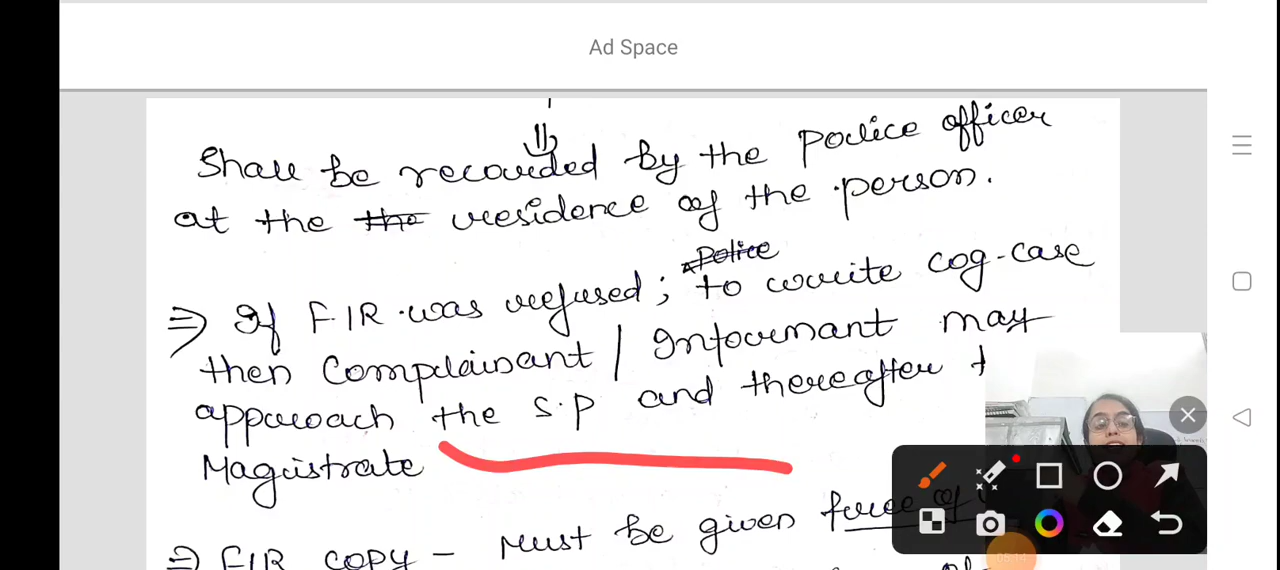 Ad Space
Shall be recorded by the Police officer
at the the residence of the person.
Police
⇒ If F.I.R. was refused; to write cog-case
then Complainant / Informant may
approach the S.P and thereafter
Magistrate
⇒ FIR COPY - Must be given free of